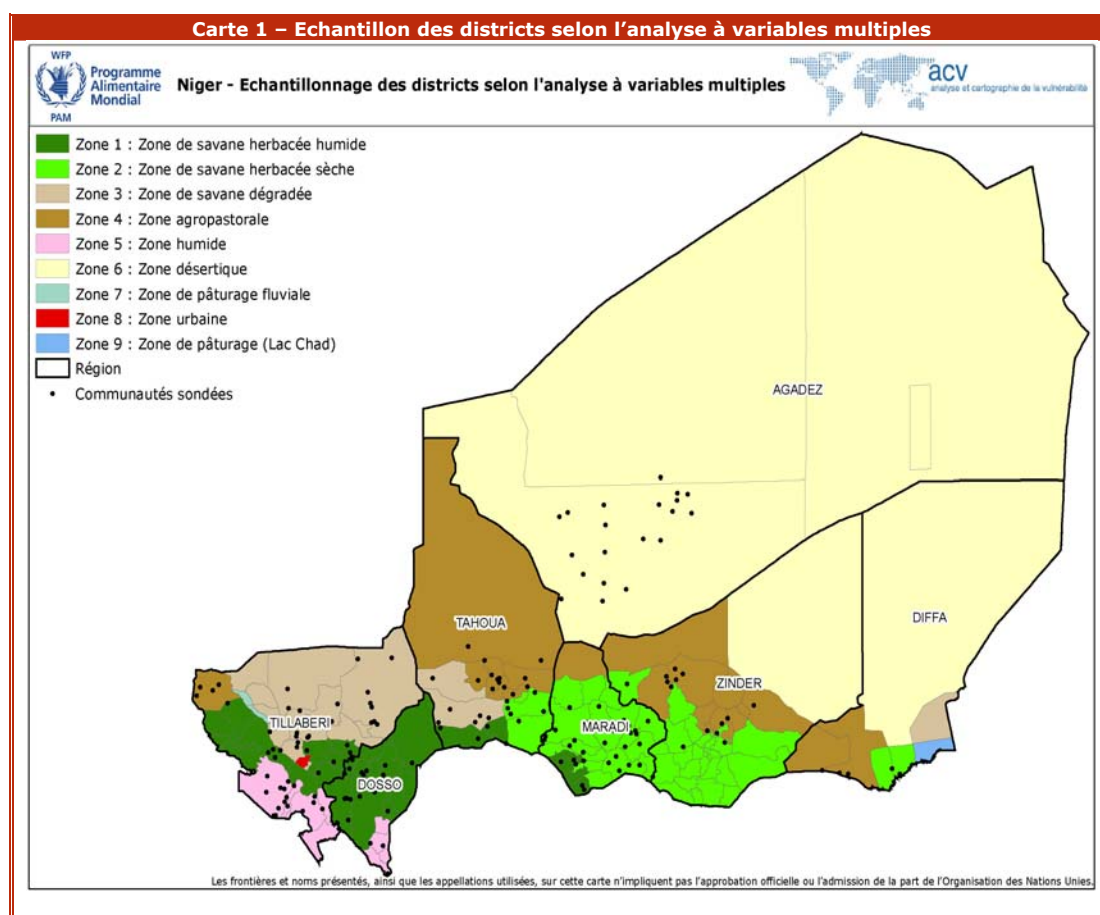 Carte 1 – Echantillon des districts selon l’analyse à variables multiples
WFP
Programme
Alimentaire
Mondial
PAM
Niger - Echantillonnage des districts selon l'analyse à variables multiples
acv
analyse et cartographie de la vulnérabilité
Zone 1 : Zone de savane herbacée humide
Zone 2 : Zone de savane herbacée sèche
Zone 3 : Zone de savane dégradée
Zone 4 : Zone agropastorale
Zone 5 : Zone humide
Zone 6 : Zone désertique
Zone 7 : Zone de pâturage fluviale
Zone 8 : Zone urbaine
Zone 9 : Zone de pâturage (Lac Chad)
Région
Communautés sondées
AGADEZ
TAHOUA
DIFFA
ZINDER
TILLABERI
MARADI
DOSSO
Les frontières et noms présentés, ainsi que les appellations utilisées, sur cette carte n'impliquent pas l'approbation officielle ou l'admission de la part de l'Organisation des Nations Unies.